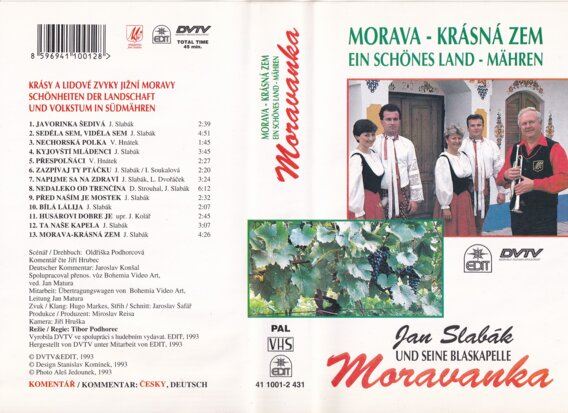 8 596941 100128 >
EDIT
DVTV
TOTAL TIME
45 min.
KRÁSY A LIDOVÉ ZVYKY JIŽNÍ MORAVY
SCHÖNHEITEN DER LANDSCHAFT
UND VOLKSTUM IN SÜDMÄHREN
1. JAVORINKA ŠEDIVÁ J. Slabák 2:39
2. SEDĚLA SEM, VIDĚLA SEM J. Slabák 4:51
3. NECHORSKÁ POLKA V. Hnátek 2:31
4. KYJOVŠTÍ MLÁDENCI J. Slabák 3:45
5. PŘESPOLŇÁCI V. Hnátek 2:11
6. ZAZPÍVAJ TY PTÁČKU J. Slabák / I. Soukalová 2:20
7. NAPIJME SA NA ZDRAVÍ J. Slabák, L. Dvořáček 3:10
8. NEDALEKO OD TRENČÍNA D. Strouhal, J. Slabák 6:12
9. PŘED NAŠÍM JE MOSTEK J. Slabák 2:22
10. BÍLÁ LÁLIJA J. Slabák 2:07
11. HUSÁROVI DOBRE JE upr. J. Kolář 2:45
12. TA NAŠE KAPELA J. Slabák 3:07
13. MORAVA-KRÁSNÁ ZEM J. Slabák 4:26
Scénář / Drehbuch: Oldřiška Podhorcová
Komentář čte Jiří Hrubec
Deutscher Kommentar: Jaroslav Konšal
Spolupracoval přenos. vůz Bohemia Video Art,
ved. Jan Matura
Mitarbeit: Übertragungswagen von Bohemia Video Art,
Leitung Jan Matura
Zvuk / Klang: Hugo Markes, Střih / Schnitt: Jaroslav Šafář
Produkce / Produzent: Miroslav Reisa
Kamera: Jiří Hruška
Režie / Regie: Tibor Podhorec
Vyrobila DVTV ve spolupráci s hudebním vydavat. EDIT, 1993
Hergestellt von DVTV unter Mitarbeit von EDIT, 1993
© DVTV&EDIT, 1993
© Design Stanislav Komínek, 1993
© Photo Aleš Jedounek, 1993
KOMENTÁŘ / KOMMENTAR: ČESKY, DEUTSCH
MORAVA - KRÁSNÁ ZEM
EIN SCHÖNES LAND - MÄHREN
Moravanka
PAL
VHS
EDIT
41 1001-2 431
MORAVA - KRÁSNÁ ZEM
EIN SCHÖNES LAND - MÄHREN
EDIT
DVTV
Jan Slabák
UND SEINE BLASKAPELLE
Moravanka